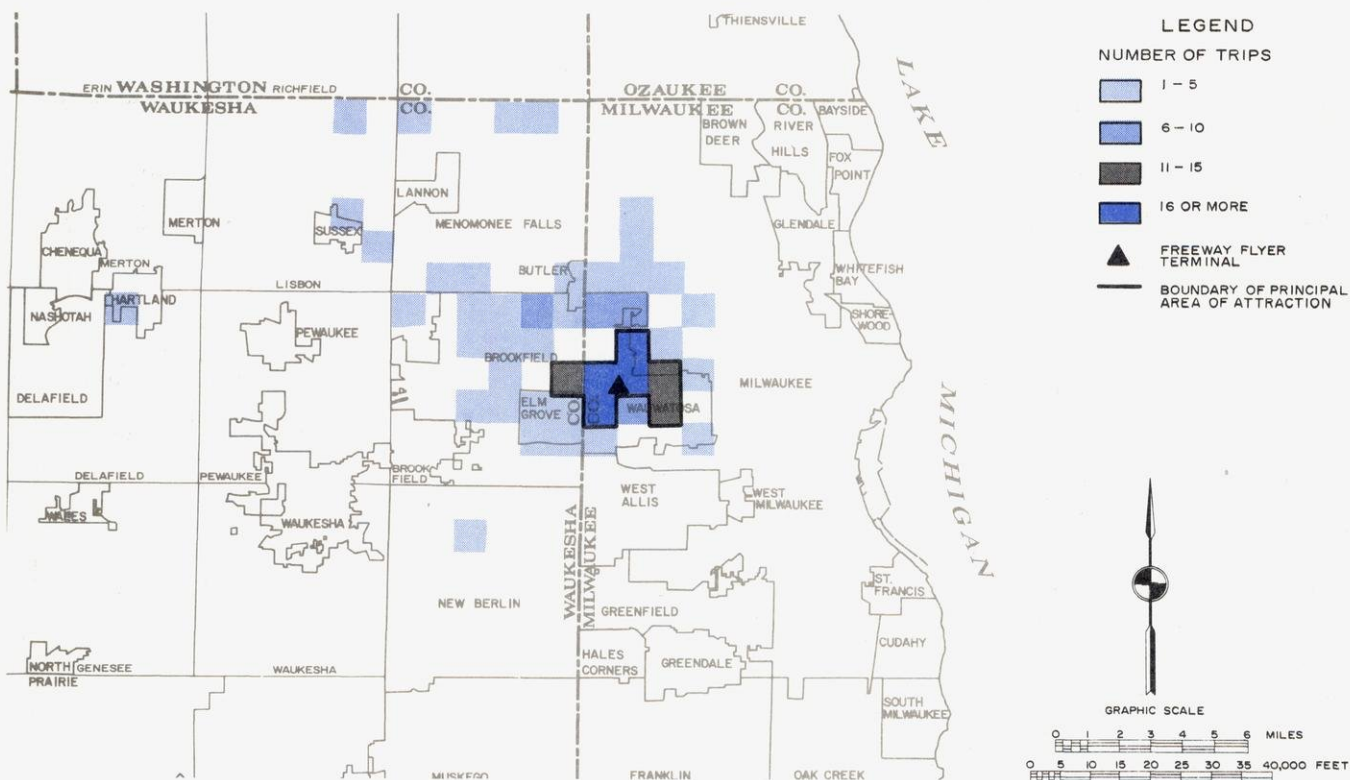 THIENSVILLE
ERIN WASHINGTON RICHFIELD CO.
OZAUKEE CO.
WAUKESHA CO.
MILWAUKEE CO.
BAYSIDE
BROWN
DEER
RIVER
HILLS
FOX
POINT
LAKE
LANNON
MERTON
SUSSEX
MENOMONEE FALLS
GLENDALE
CHENEQUA
MERTON
BUTLER
WHITEFISH
BAY
LISBON
HARTLAND
NASHOTAH
PEWAUKEE
SHORE-
WOOD
BROOKFIELD
MILWAUKEE
DELAFIELD
ELM
GROVE
CO.
CO.
WAUWATOSA
MICHIGAN
DELAFIELD
PEWAUKEE
BROOK
FIELD
WEST
ALLIS
WEST
MILWAUKEE
WALES
WAUKESHA
WAUKESHA
MILWAUKEE
NEW BERLIN
GREENFIELD
ST.
FRANCIS
CUDAHY
HALES
CORNERS
GREENDALE
NORTH
PRAIRIE
GENESEE
WAUKESHA
SOUTH
MILWAUKEE
MUSKEGO
FRANKLIN
OAK CREEK
LEGEND
NUMBER OF TRIPS
1 - 5
6 - 10
11 - 15
16 OR MORE
FREEWAY FLYER
TERMINAL
BOUNDARY OF PRINCIPAL
AREA OF ATTRACTION
GRAPHIC SCALE
0 1 2 3 4 5 6 MILES
0 5 10 15 20 25 30 35 40,000 FEET